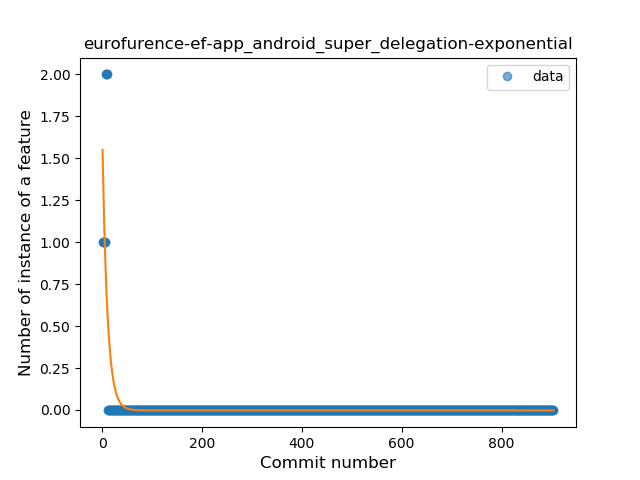 eurofurence-ef-app_android_super_delegation-exponential
data
Number of instance of a feature
2.00
1.75
1.50
1.25
1.00
0.75
0.50
0.25
0.00
0 200 400 600 800
Commit number